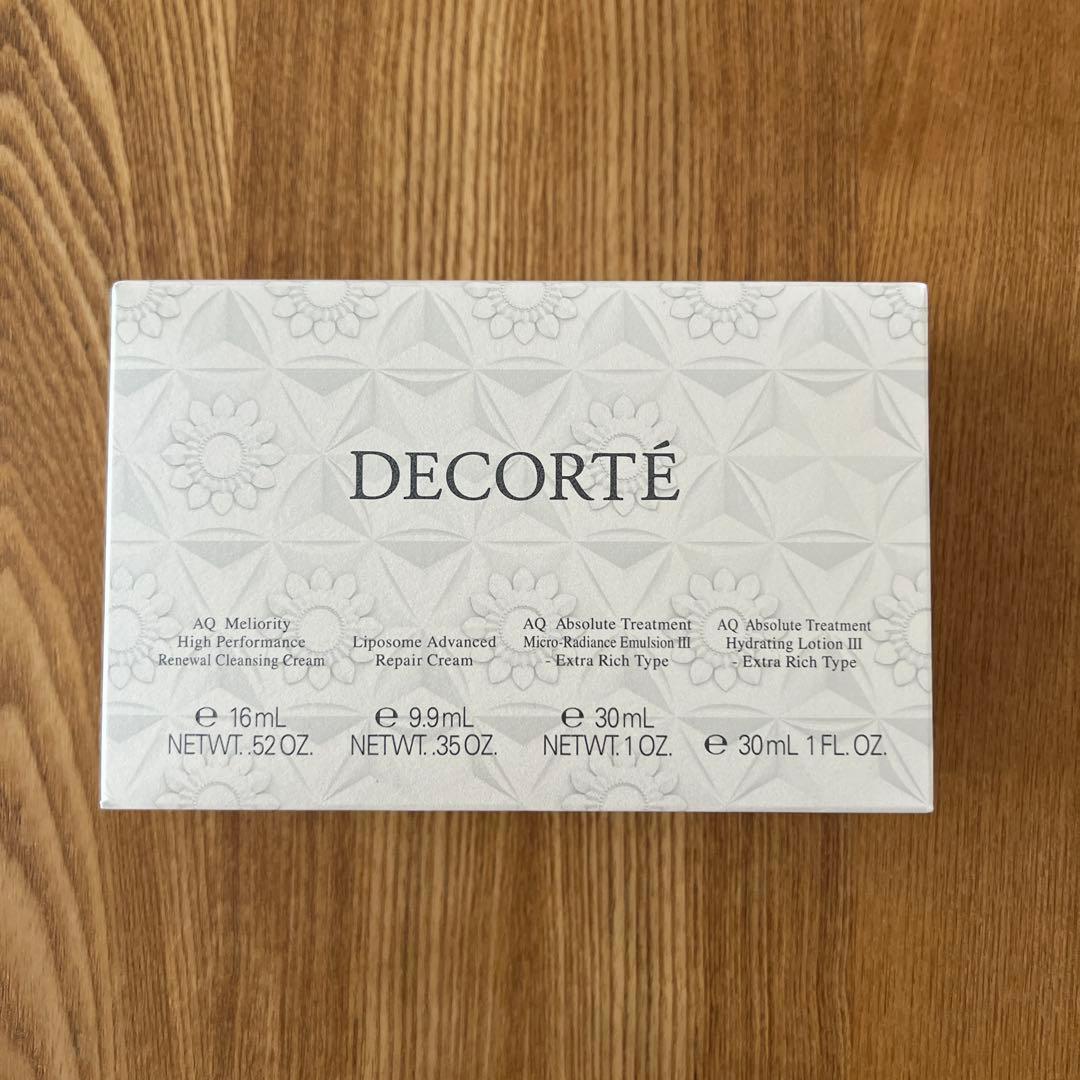 DECORTÉ
AQ Meliority
High Performance
Renewal Cleansing Cream
℮ 16mL
NETWT. .52 OZ.
Liposome Advanced
Repair Cream
℮ 9.9mL
NETWT. .35 OZ.
AQ Absolute Treatment
Micro-Radiance Emulsion III
- Extra Rich Type
℮ 30mL
NETWT. 1 OZ.
AQ Absolute Treatment
Hydrating Lotion III
- Extra Rich Type
℮ 30mL 1 FL. OZ.